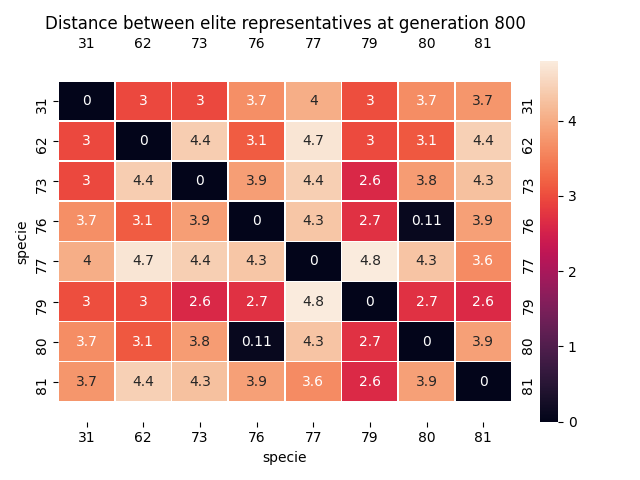 Distance between elite representatives at generation 800
31 62 73 76 77 79 80 81
31 0 3 3 3.7 4 3 3.7 3.7 31
62 3 0 4.4 3.1 4.7 3 3.1 4.4 62
73 3 4.4 0 3.9 4.4 2.6 3.8 4.3 73
76 3.7 3.1 3.9 0 4.3 2.7 0.11 3.9 76
77 4 4.7 4.4 4.3 0 4.8 4.3 3.6 77
79 3 3 2.6 2.7 4.8 0 2.7 2.6 79
80 3.7 3.1 3.8 0.11 4.3 2.7 0 3.9 80
81 3.7 4.4 4.3 3.9 3.6 2.6 3.9 0 81
31 62 73 76 77 79 80 81
specie
specie
4
3
2
1
0